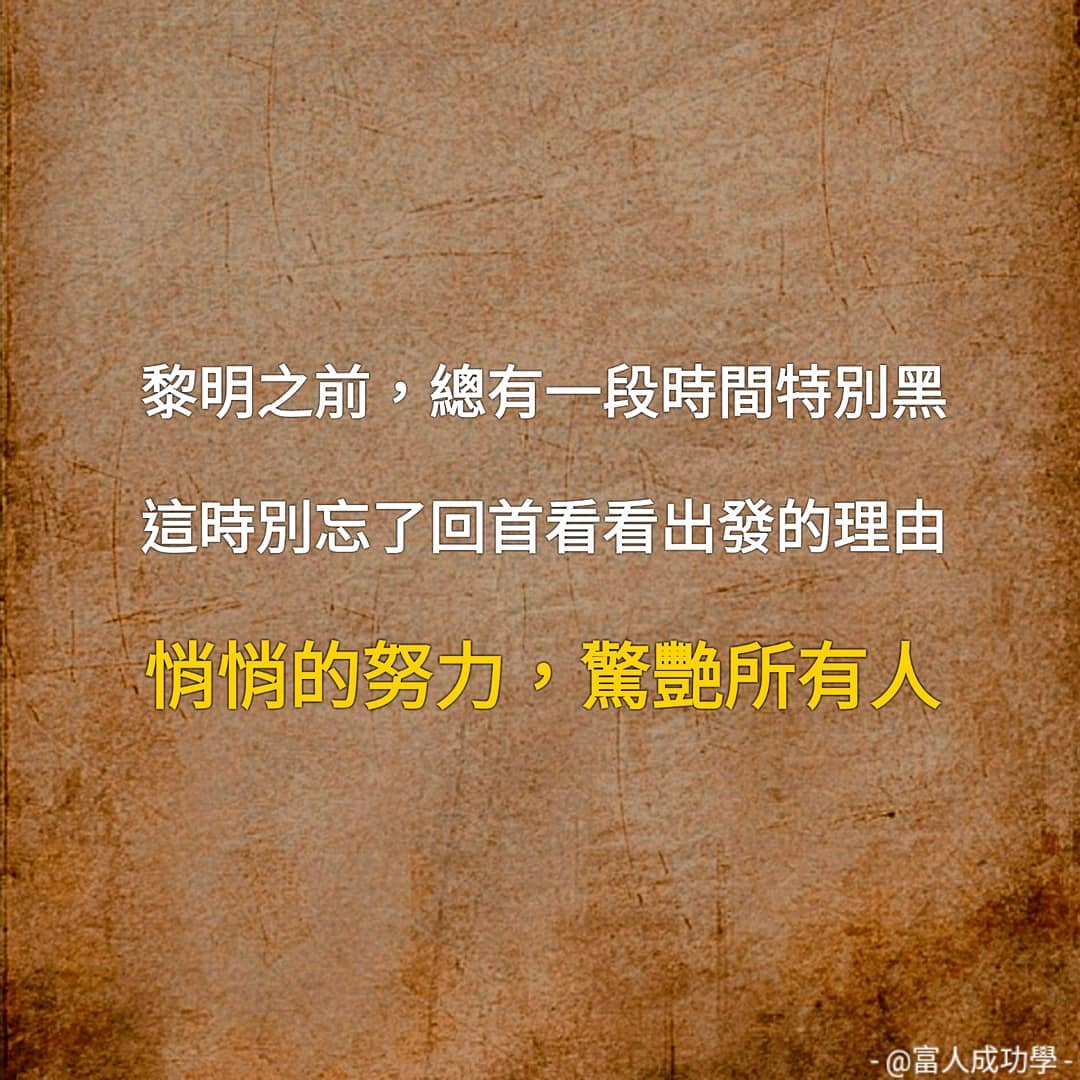 黎明之前，總有一段時間特別黑
這時別忘了回首看看出發的理由
悄悄的努力，驚艷所有人
- @富人成功學 -